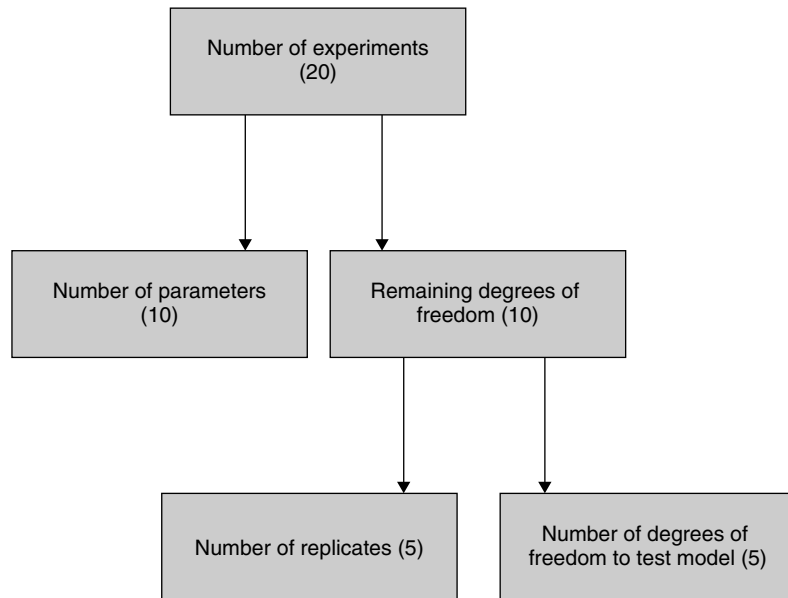 Number of experiments
(20)
Number of parameters
(10)
Remaining degrees of
freedom (10)
Number of replicates (5)
Number of degrees of
freedom to test model (5)